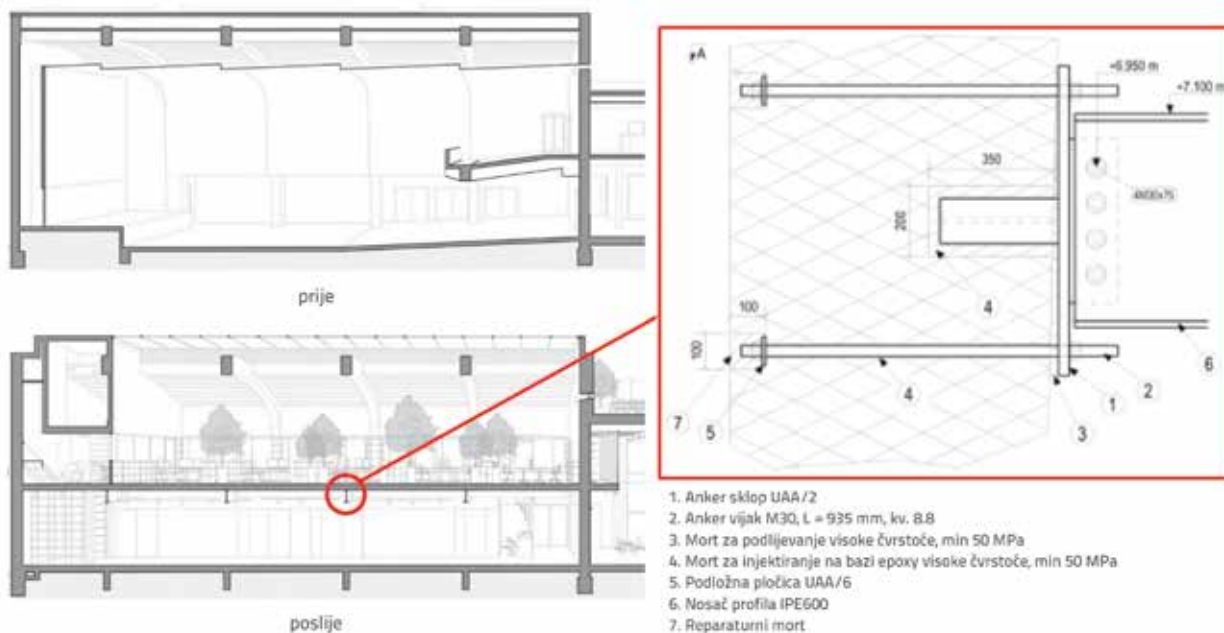 prije
poslije
A
+6.950 m
+7.100 m
350
200
100
100
4
4
7
5
3
1
2
6
1. Anker sklop UAA/2
2. Anker vijak M30, L = 935 mm, kv. 8.8
3. Mort za podlijevanje visoke čvrstoće, min 50 MPa
4. Mort za injektiranje na bazi epoxy visoke čvrstoće, min 50 MPa
5. Podložna pločica UAA/6
6. Nosač profila IPE600
7. Reparaturni mort